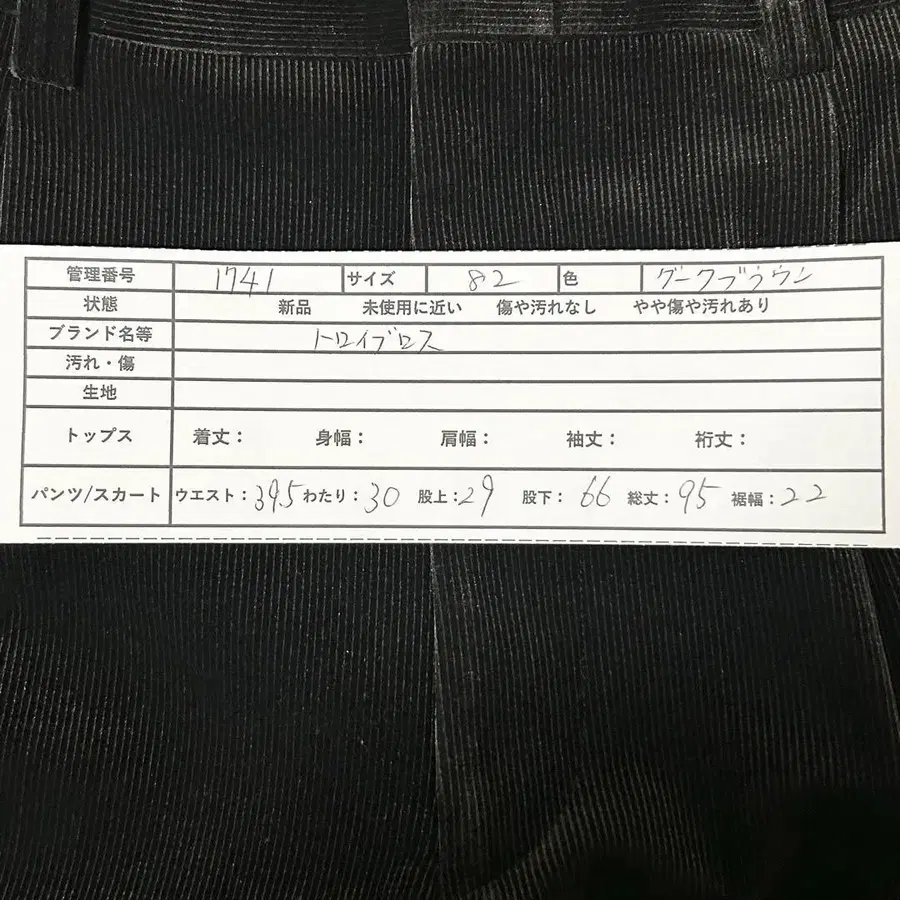 管理番号 1741 サイズ 82 色 ダークブラウン
状態 新品 未使用に近い 傷や汚れなし やや傷や汚れあり
ブランド名等 トロイブロス
汚れ・傷
生地
トップス 着丈： 身幅： 肩幅： 袖丈： 裄丈：
パンツ/スカート ウエスト：39.5 わたり：30 股上：29 股下：66 総丈：95 裾幅：22